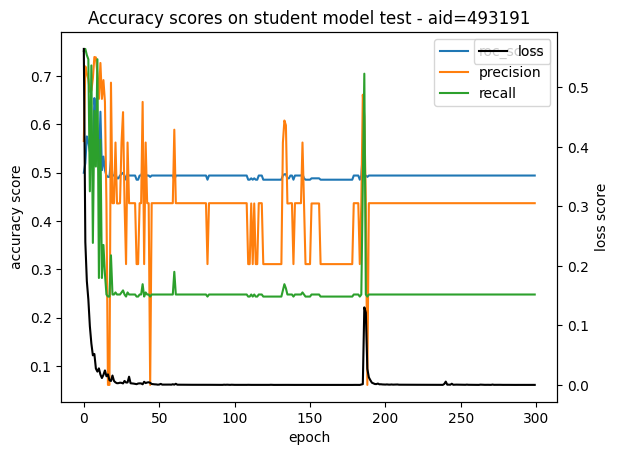 Accuracy scores on student model test - aid=493191
loss
precision
recall
accuracy score
0.7
0.6
0.5
0.4
0.3
0.2
0.1
0.5
0.4
0.3
0.2
0.1
0.0
loss score
0
50
100
150
200
250
300
epoch